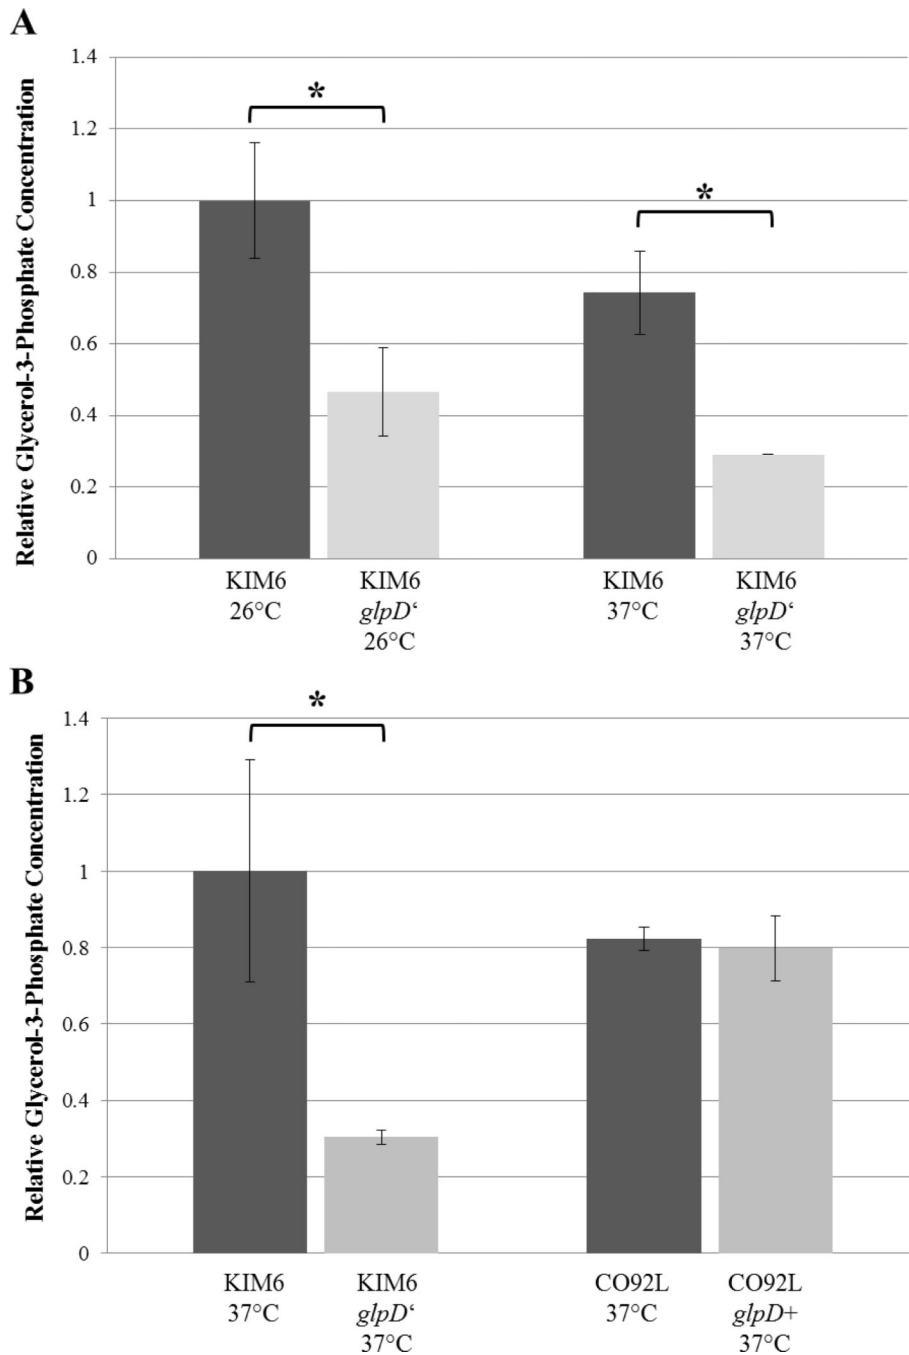 A
Relative Glycerol-3-Phosphate Concentration
1.4
1.2
1
0.8
0.6
0.4
0.2
0
*
*
KIM6
26°C
KIM6
glpD‘
26°C
KIM6
37°C
KIM6
glpD‘
37°C
B
Relative Glycerol-3-Phosphate Concentration
1.4
1.2
1
0.8
0.6
0.4
0.2
0
*
KIM6
37°C
KIM6
glpD‘
37°C
CO92L
37°C
CO92L
glpD+
37°C